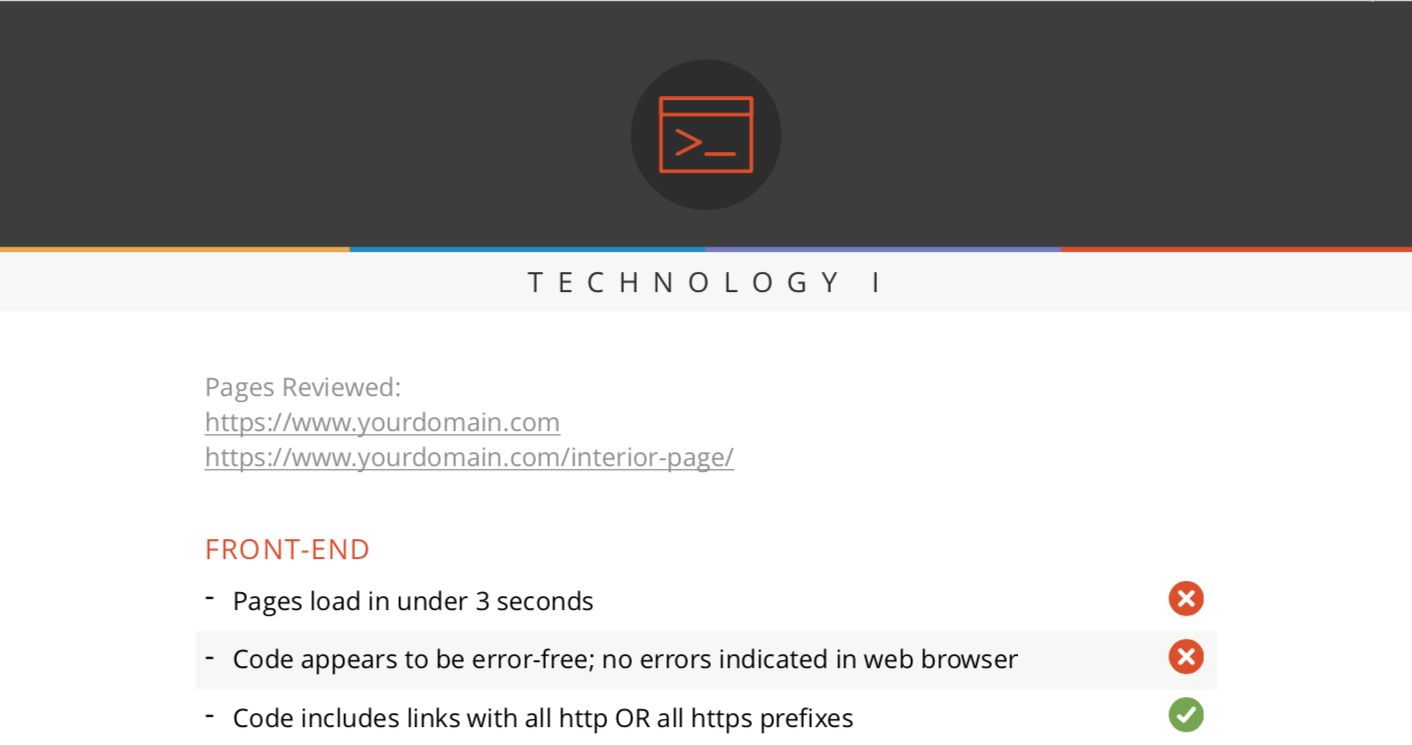 >_
TECHNOLOGY I
Pages Reviewed:
https://www.yourdomain.com
https://www.yourdomain.com/interior-page/
FRONT-END
- Pages load in under 3 seconds
- Code appears to be error-free; no errors indicated in web browser
- Code includes links with all http OR all https prefixes